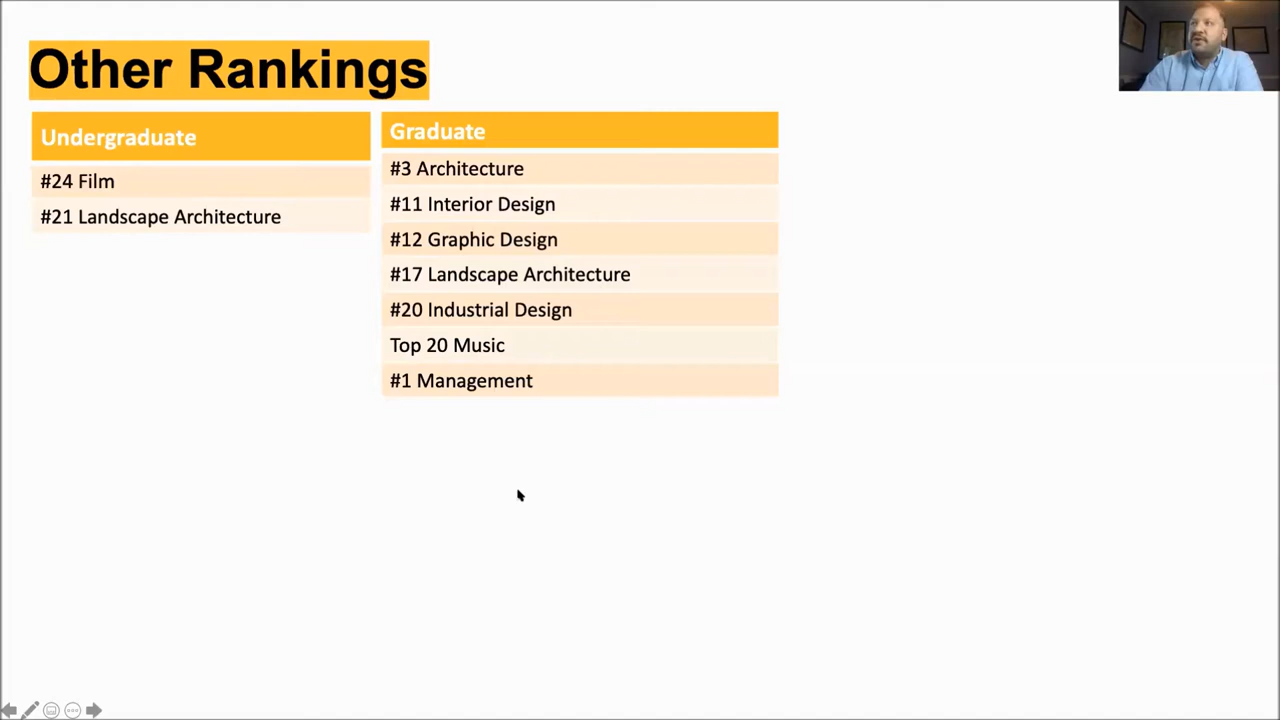 Other Rankings
Undergraduate
#24 Film
#21 Landscape Architecture
Graduate
#3 Architecture
#11 Interior Design
#12 Graphic Design
#17 Landscape Architecture
#20 Industrial Design
Top 20 Music
#1 Management